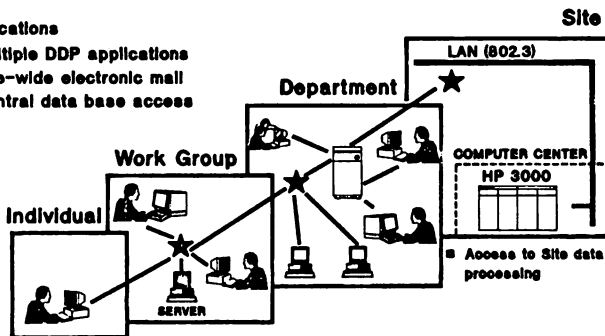 Site
cations
ltiple DDP applications
e-wide electronic mail
ntral data base access
LAN (802.3)
Department
COMPUTER CENTER
HP 3000
Work Group
Individual
SERVER
■ Access to Site data
processing